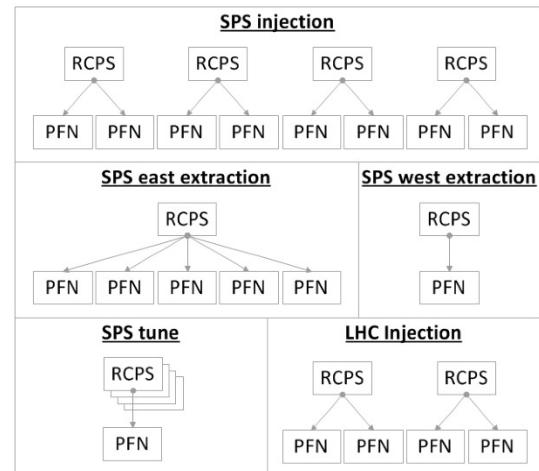 SPS injection
RCPS RCPS RCPS RCPS
PFN PFN PFN PFN PFN PFN PFN PFN
SPS east extraction
RCPS
PFN PFN PFN PFN PFN
SPS west extraction
RCPS
PFN
SPS tune
RCPS
PFN
LHC Injection
RCPS RCPS
PFN PFN PFN PFN